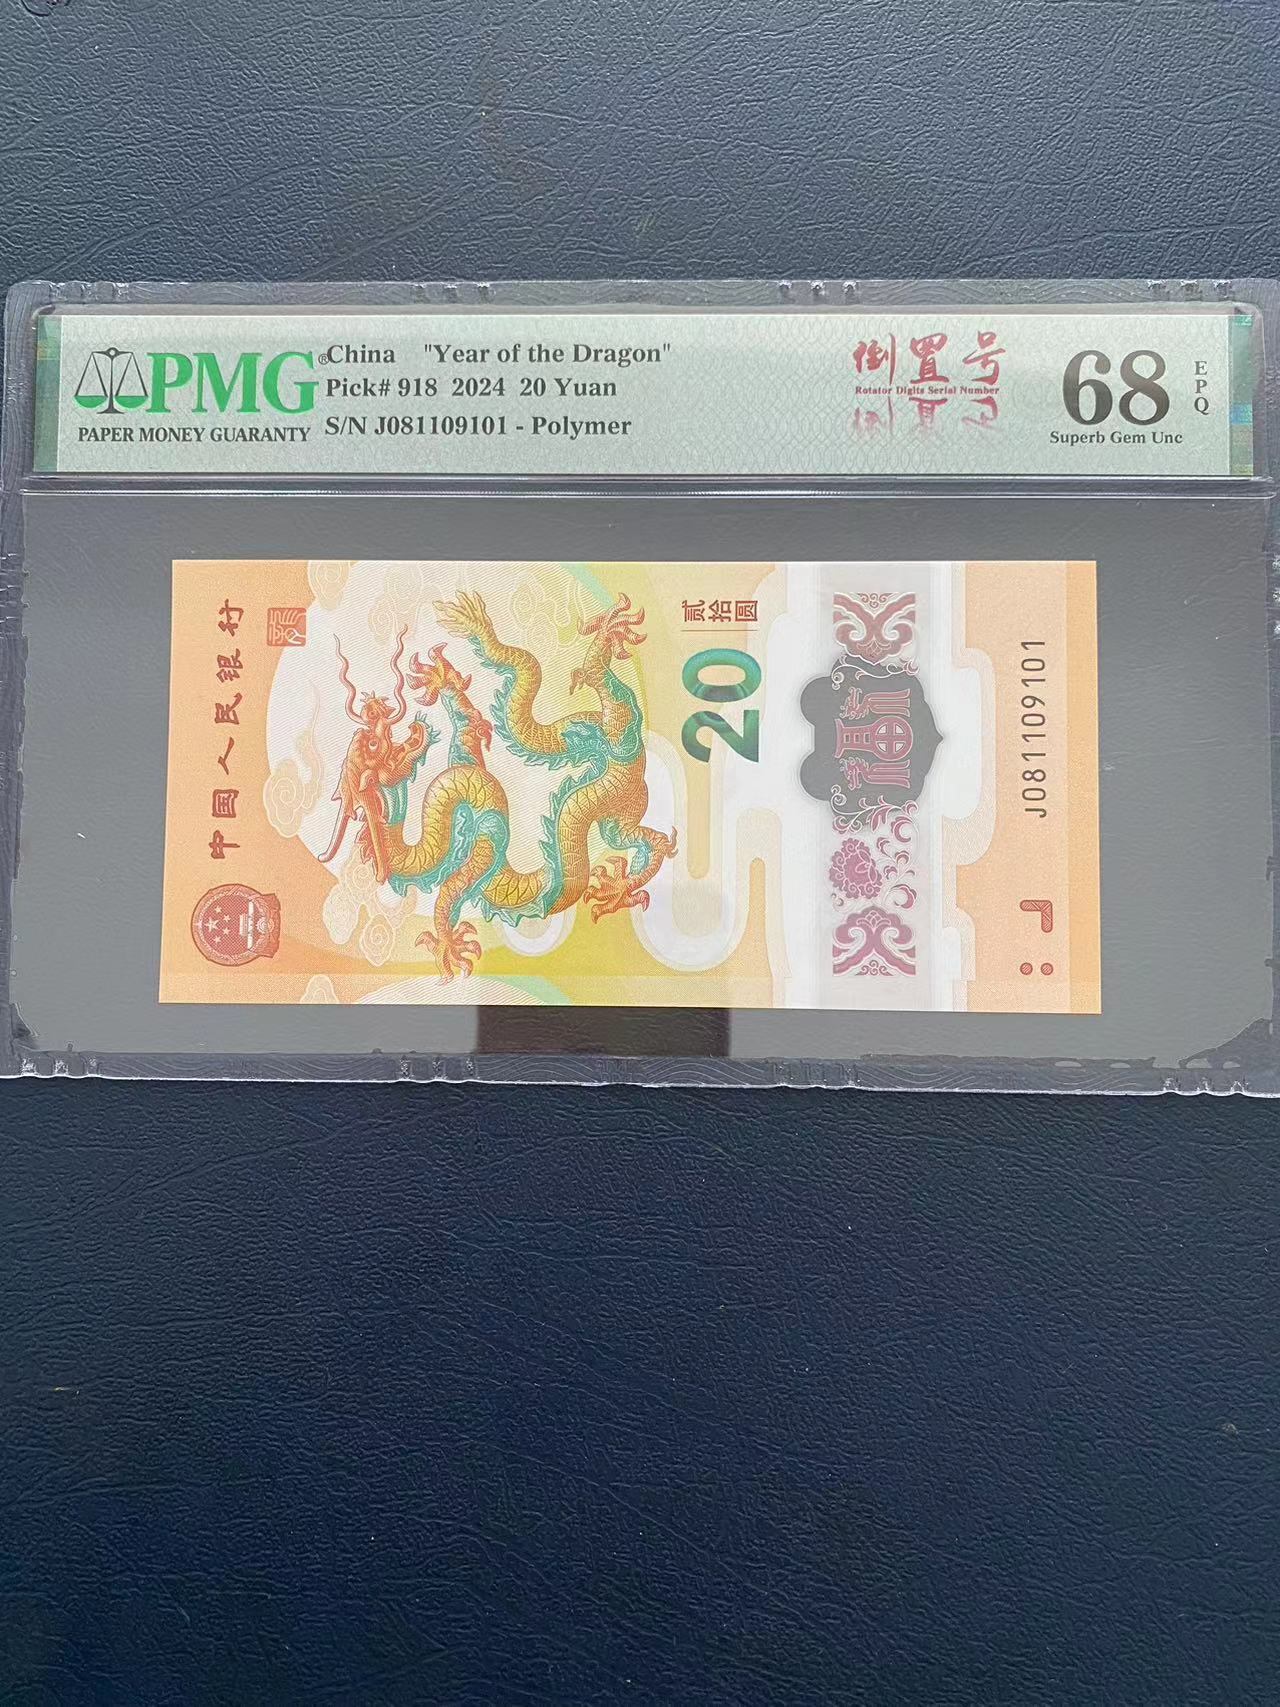 PMG®
PAPER MONEY GUARANTY
China "Year of the Dragon"
Pick# 918 2024 20 Yuan
S/N J081109101 - Polymer
倒置号
Rotator Digits Serial Number
68
EPQ
Superb Gem Unc
中国人民银行
贰拾圆
20
J081109101